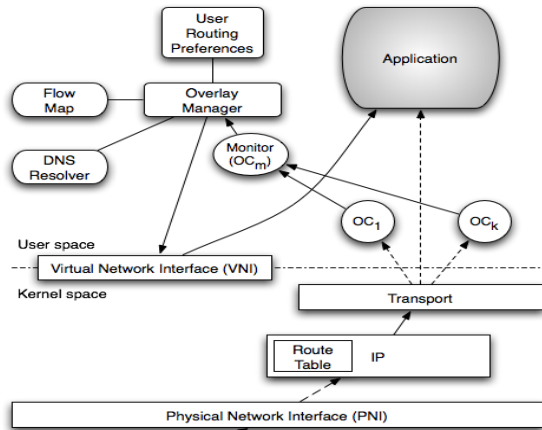 User
Routing
Preferences
Application
Flow
Map
Overlay
Manager
DNS
Resolver
Monitor
(OCm)
OC1
OCk
User space
Virtual Network Interface (VNI)
Kernel space
Transport
Route
Table
IP
Physical Network Interface (PNI)